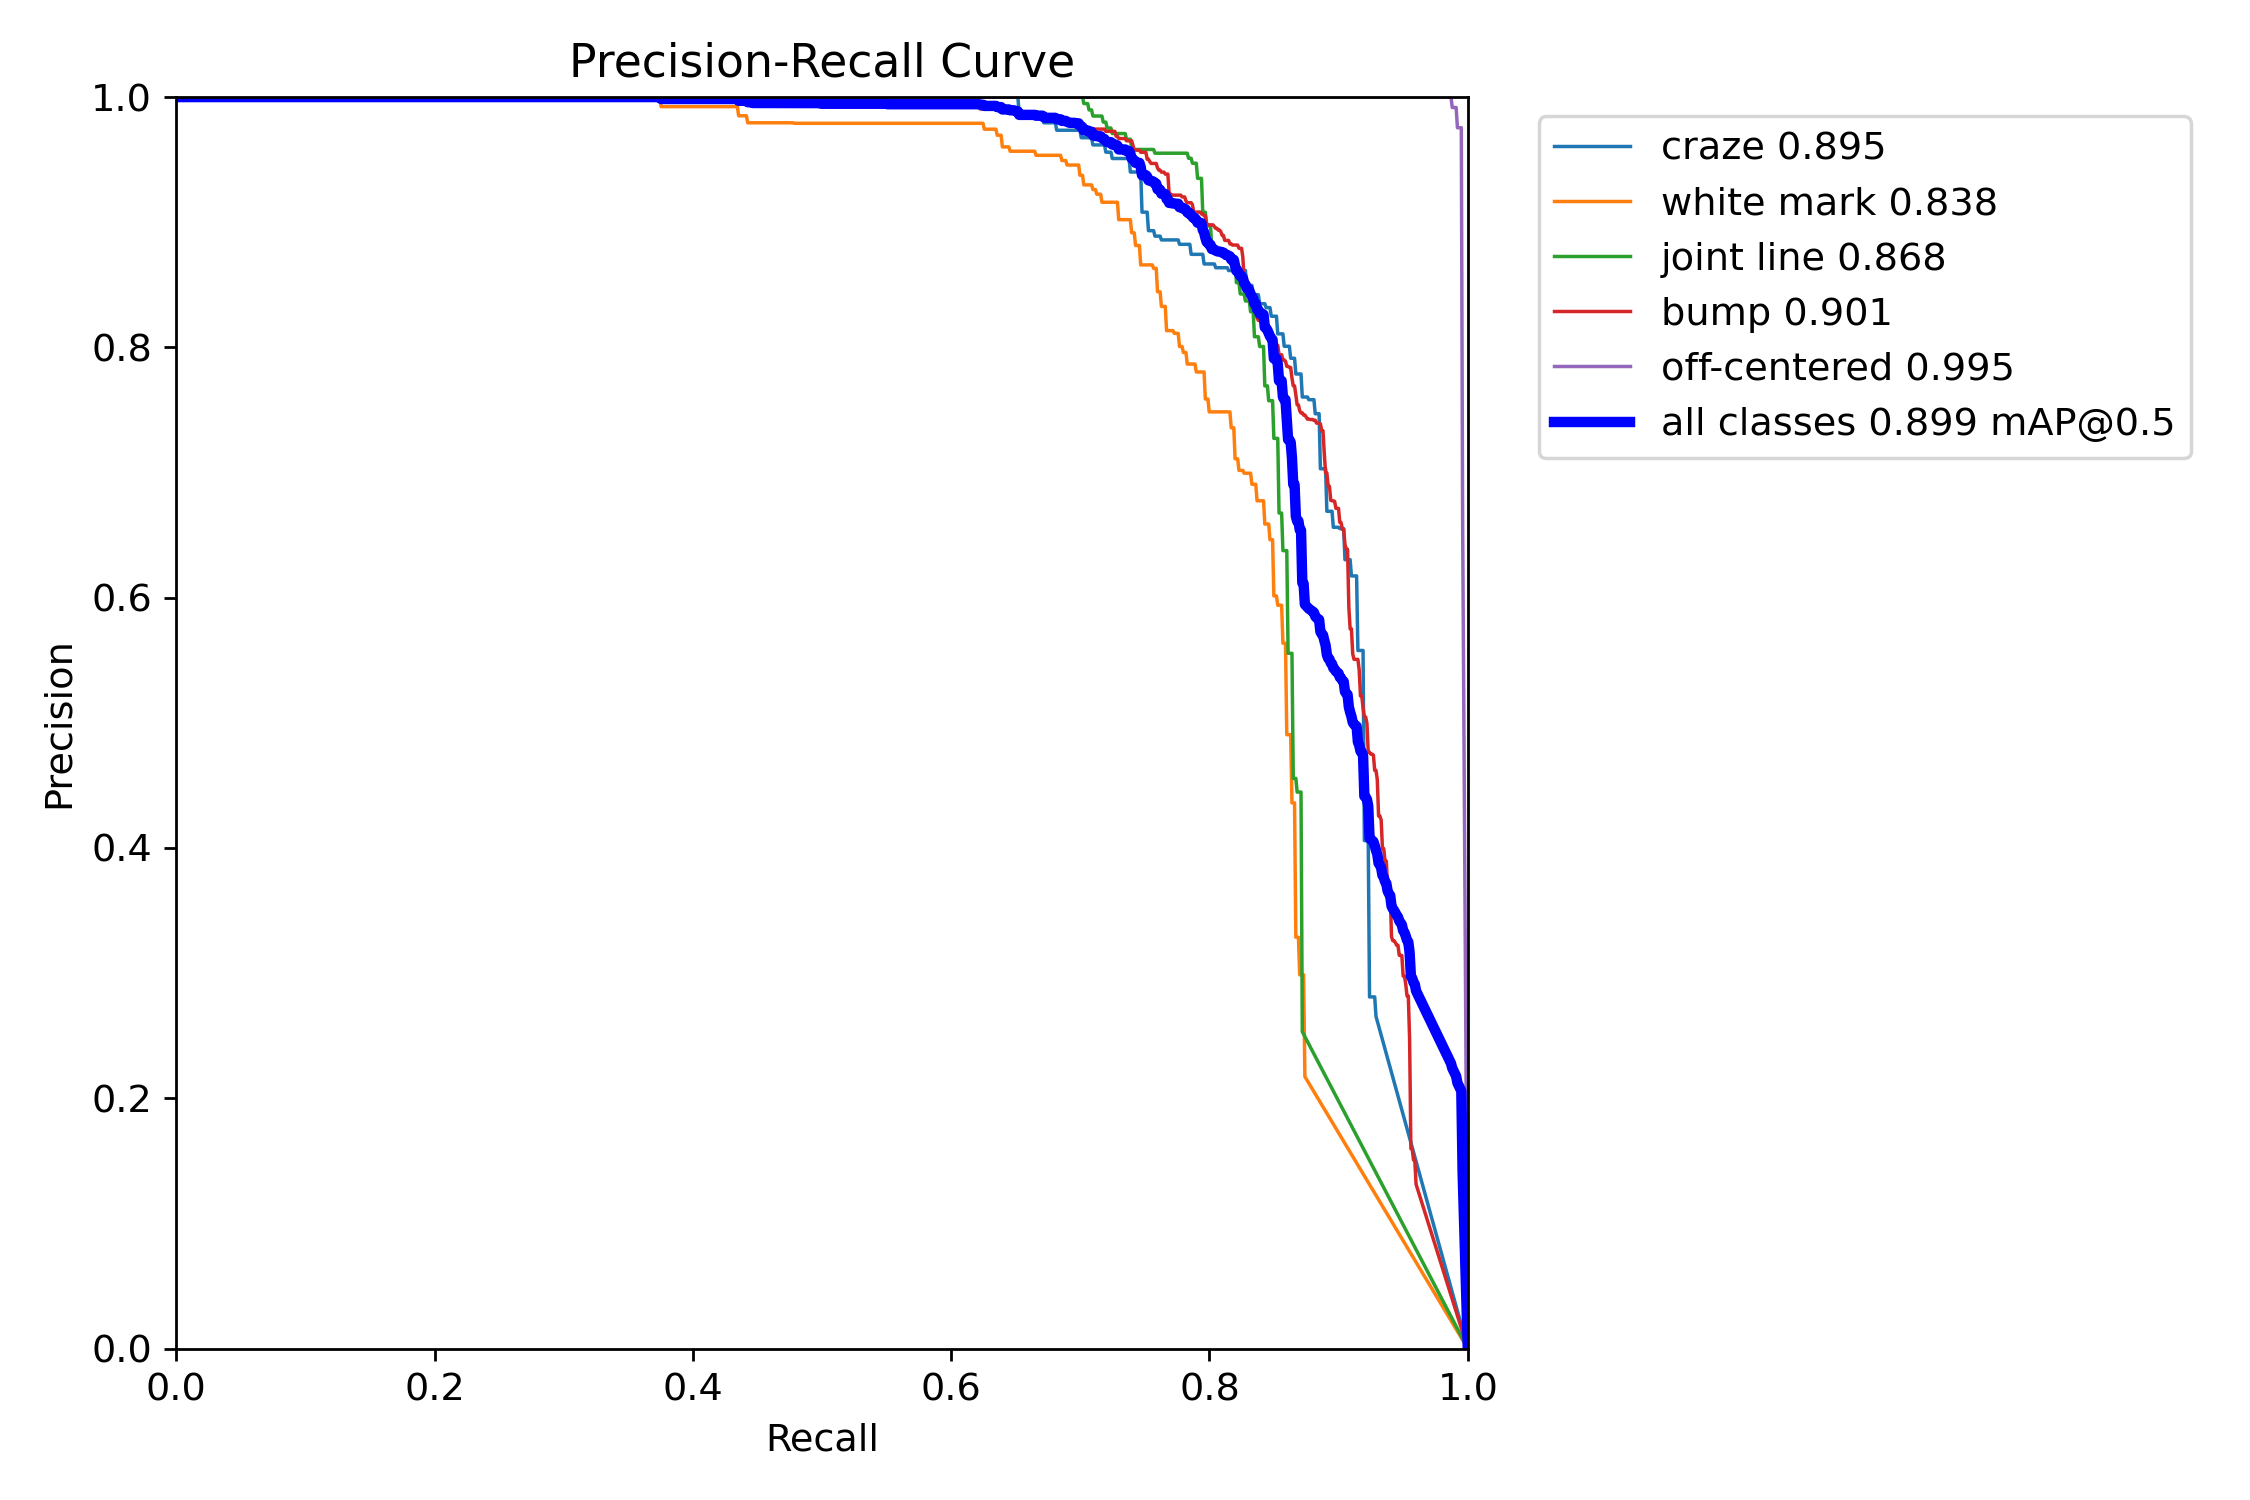 Precision-Recall Curve
1.0
0.8
0.6
0.4
0.2
0.0
Precision
0.0 0.2 0.4 0.6 0.8 1.0
Recall
craze 0.895
white mark 0.838
joint line 0.868
bump 0.901
off-centered 0.995
all classes 0.899 mAP@0.5